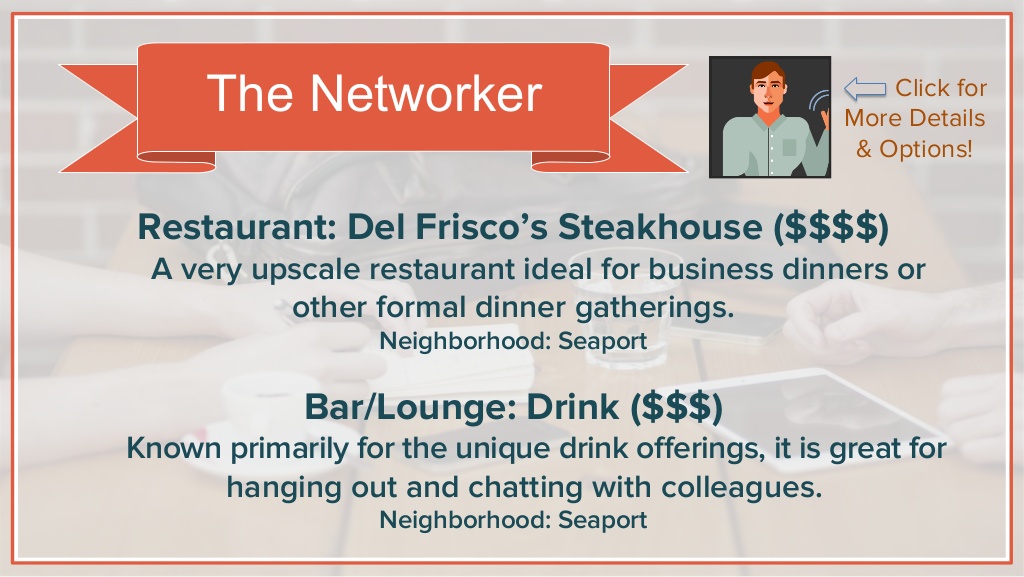 The Networker
Click for
More Details
& Options!
Restaurant: Del Frisco’s Steakhouse ($$$$)
A very upscale restaurant ideal for business dinners or
other formal dinner gatherings.
Neighborhood: Seaport
Bar/Lounge: Drink ($$$)
Known primarily for the unique drink offerings, it is great for
hanging out and chatting with colleagues.
Neighborhood: Seaport